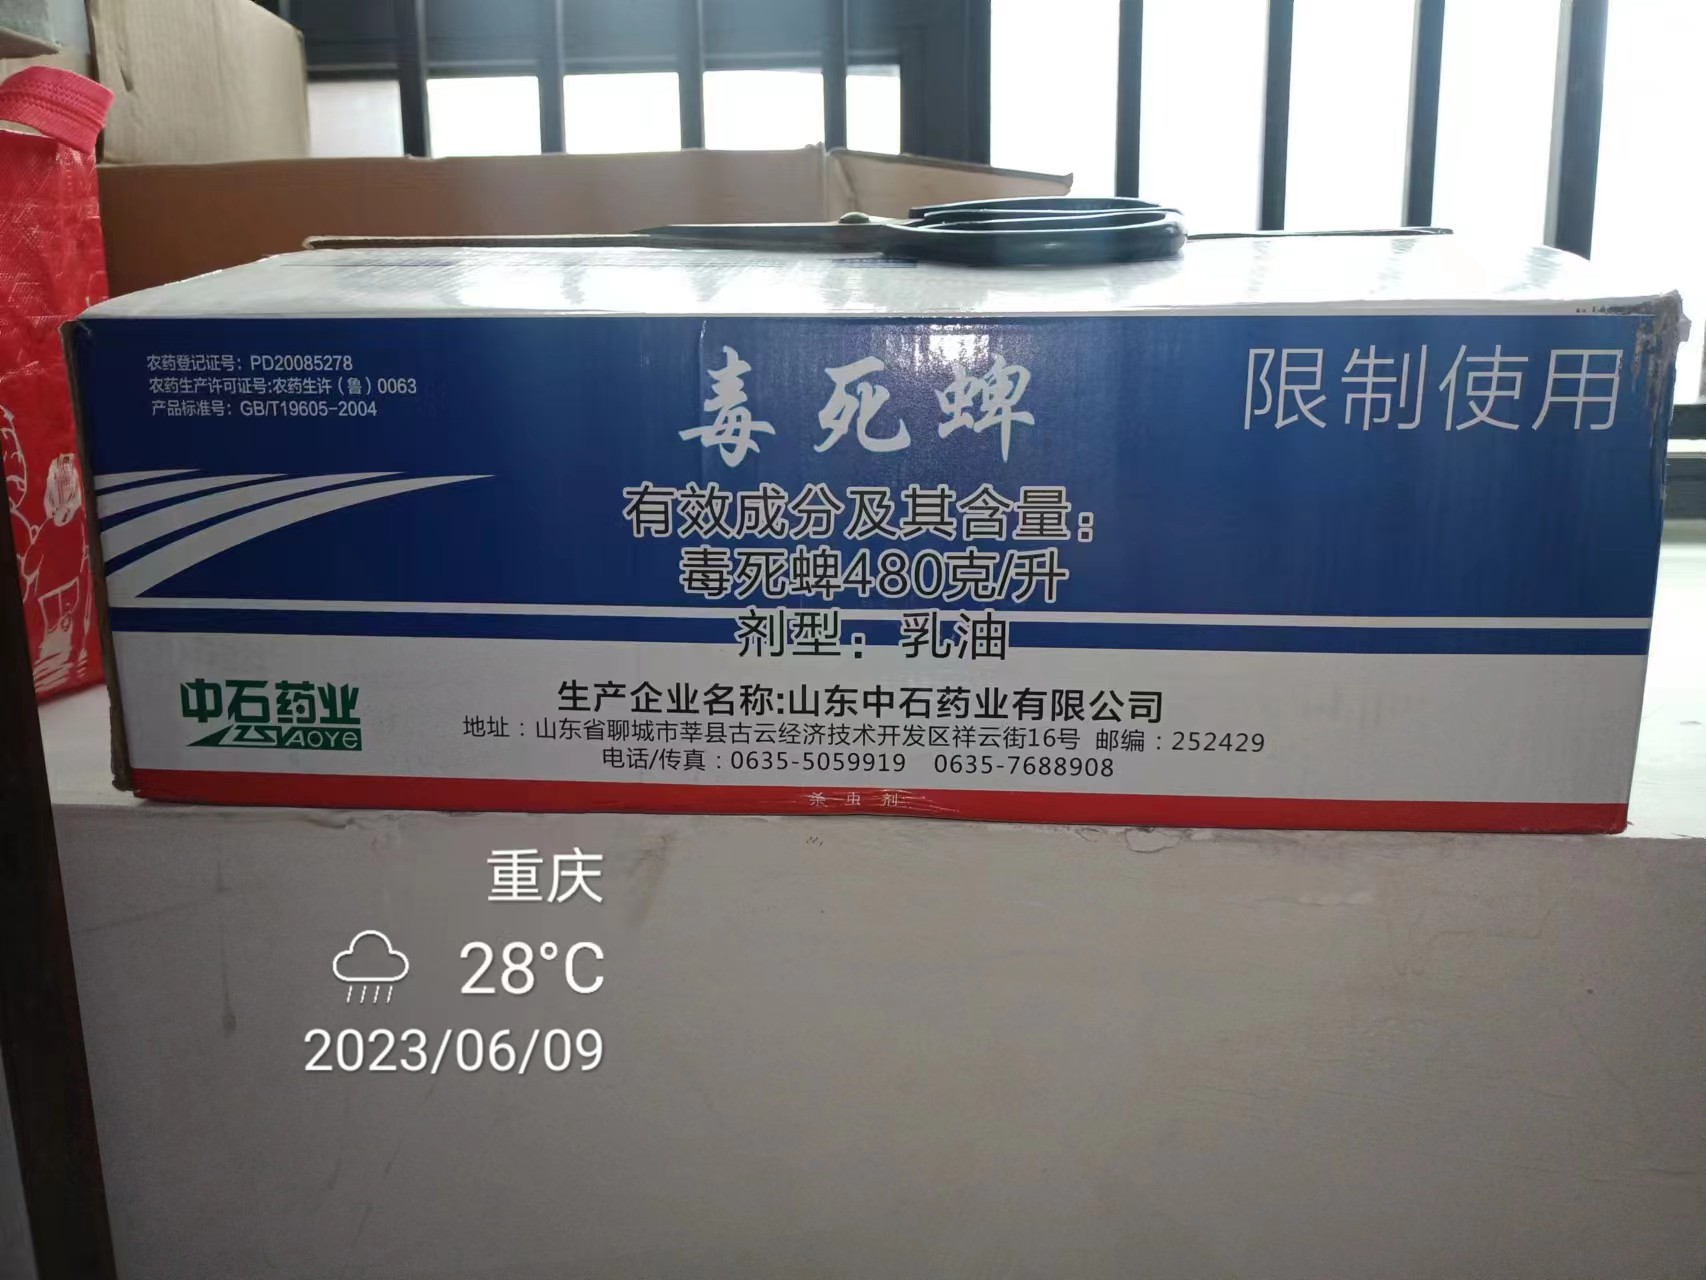 农药登记证号：PD20085278
农药生产许可证号:农药生许（鲁）0063
产品标准号：GB/T19605-2004
毒死蜱
限制使用
有效成分及其含量：
毒死蜱480克/升
剂型：乳油
中石药业
YAOYE
生产企业名称:山东中石药业有限公司
地址：山东省聊城市莘县古云经济技术开发区祥云街16号 邮编：252429
电话/传真：0635-5059919 0635-7688908
杀虫剂
重庆
28°C
2023/06/09